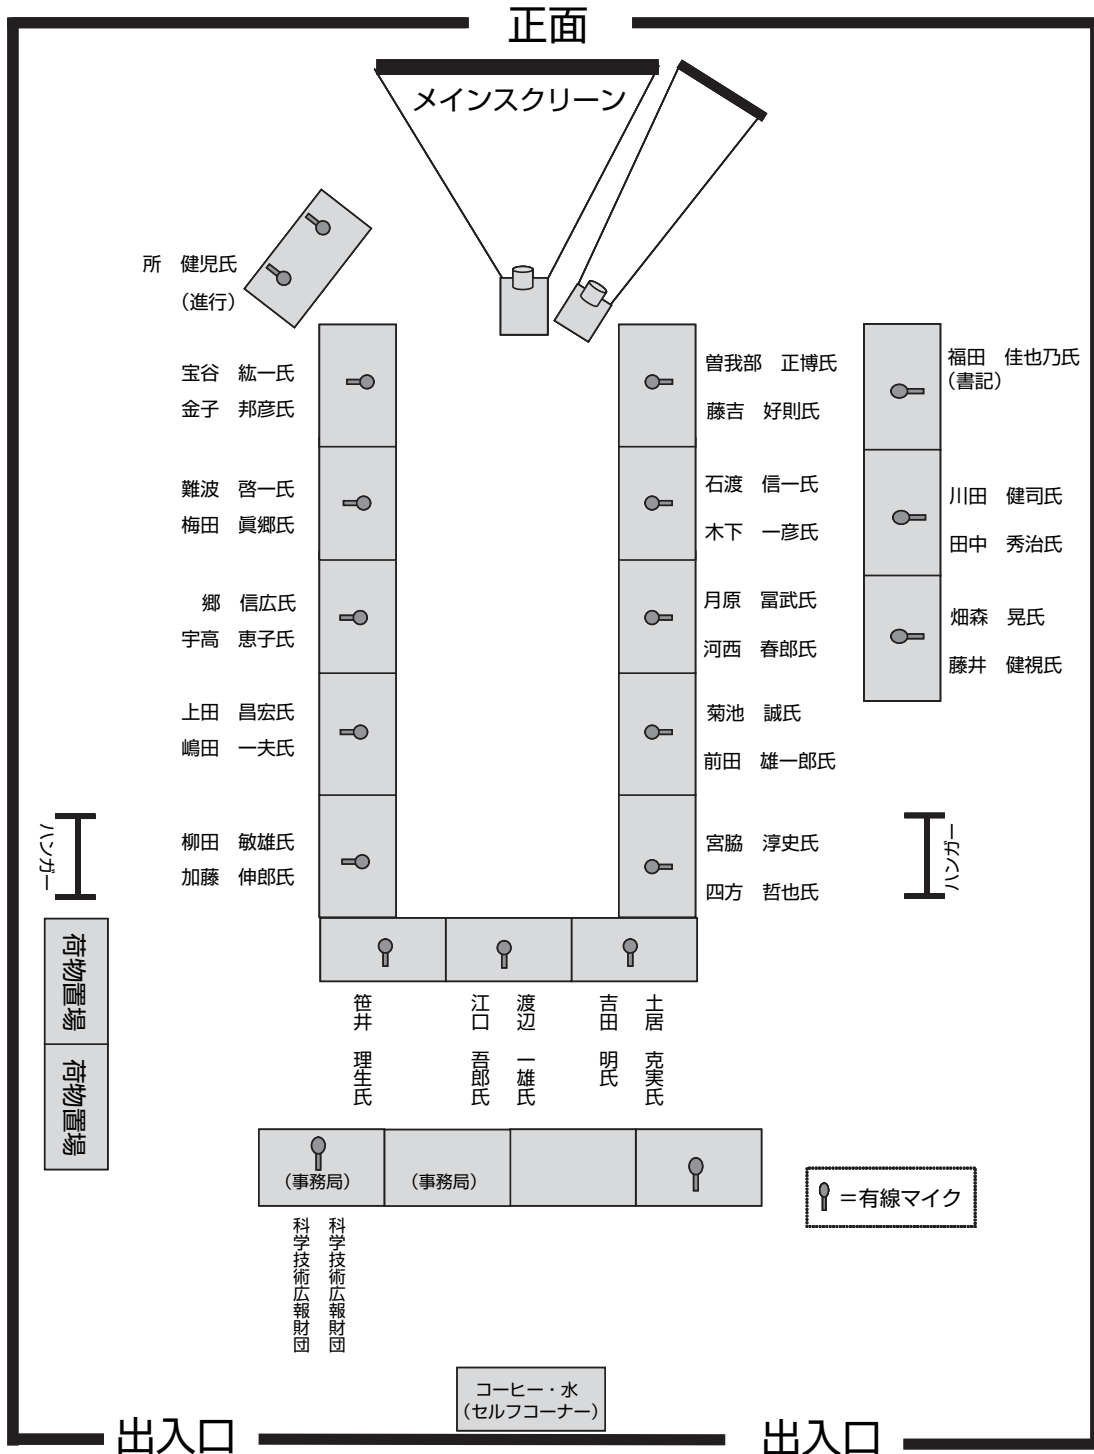 正面
メインスクリーン
所　健児氏
（進行）
宝谷　紘一氏
金子　邦彦氏
難波　啓一氏
梅田　眞郷氏
郷　信広氏
宇高　恵子氏
上田　昌宏氏
嶋田　一夫氏
柳田　敏雄氏
加藤　伸郎氏
曽我部　正博氏
藤吉　好則氏
石渡　信一氏
木下　一彦氏
月原　冨武氏
河西　春郎氏
菊池　誠氏
前田　雄一郎氏
宮脇　淳史氏
四方　哲也氏
福田　佳也乃氏
（書記）
川田　健司氏
田中　秀治氏
畑森　晃氏
藤井　健視氏
ハンガー
ハンガー
荷物置場
荷物置場
笹井　理生氏
江口　吾郎氏
渡辺　一雄氏
吉田　明氏
土居　克実氏
（事務局）
（事務局）
科学技術広報財団
科学技術広報財団
＝有線マイク
コーヒー・水
（セルフコーナー）
出入口
出入口